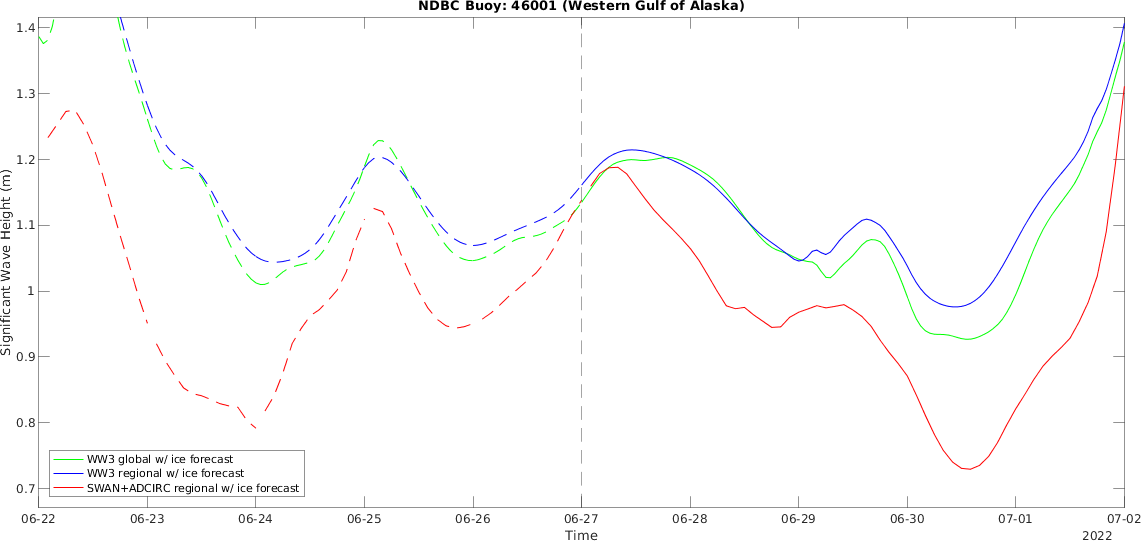 NDBC Buoy: 46001 (Western Gulf of Alaska)
Significant Wave Height (m)
1.4
1.3
1.2
1.1
1
0.9
0.8
0.7
WW3 global w/ ice forecast
WW3 regional w/ ice forecast
SWAN+ADCIRC regional w/ ice forecast
06-22 06-23 06-24 06-25 06-26 06-27 06-28 06-29 06-30 07-01 07-02
Time
2022